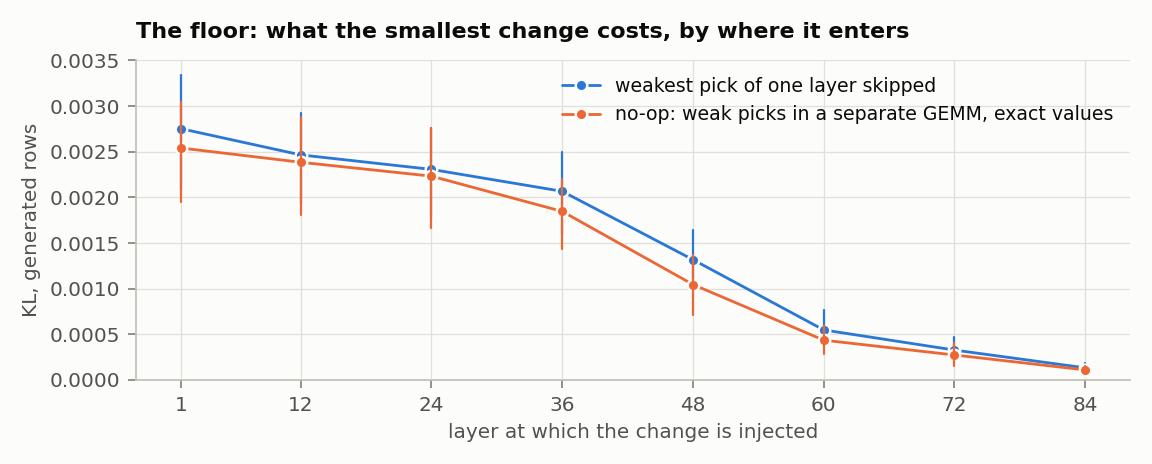 The floor: what the smallest change costs, by where it enters
weakest pick of one layer skipped
no-op: weak picks in a separate GEMM, exact values
KL, generated rows
0.0035
0.0030
0.0025
0.0020
0.0015
0.0010
0.0005
0.0000
1 12 24 36 48 60 72 84
layer at which the change is injected